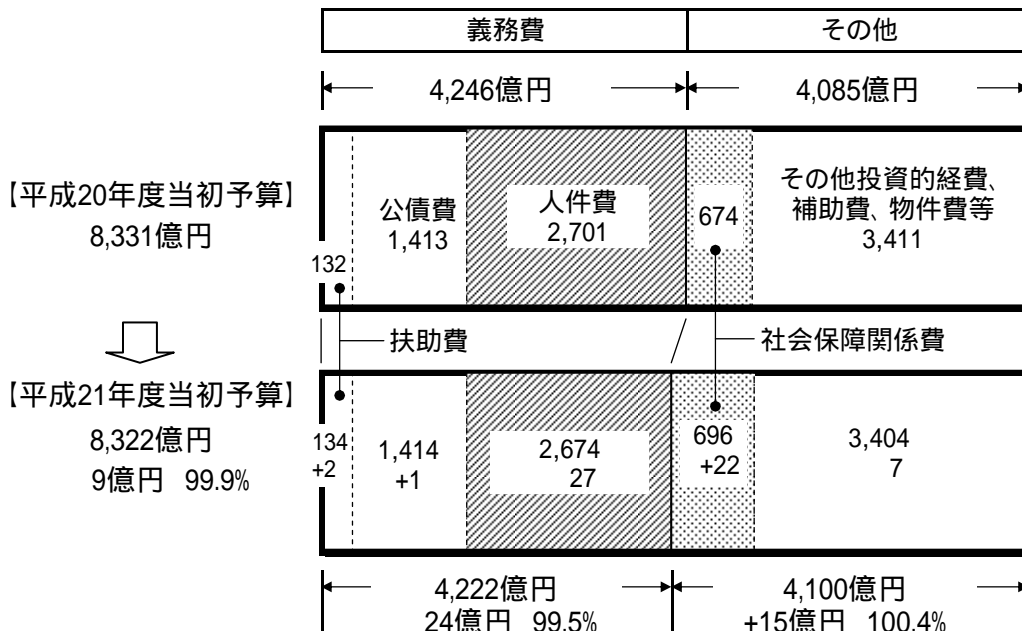 義務費 その他
4,246億円 4,085億円
【平成20年度当初予算】
8,331億円
132
公債費
1,413
人件費
2,701
674
その他投資的経費、
補助費、物件費等
3,411
扶助費
社会保障関係費
【平成21年度当初予算】
8,322億円
9億円 99.9%
134
+2
1,414
+1
2,674
27
696
+22
3,404
7
4,222億円
24億円 99.5%
4,100億円
+15億円 100.4%